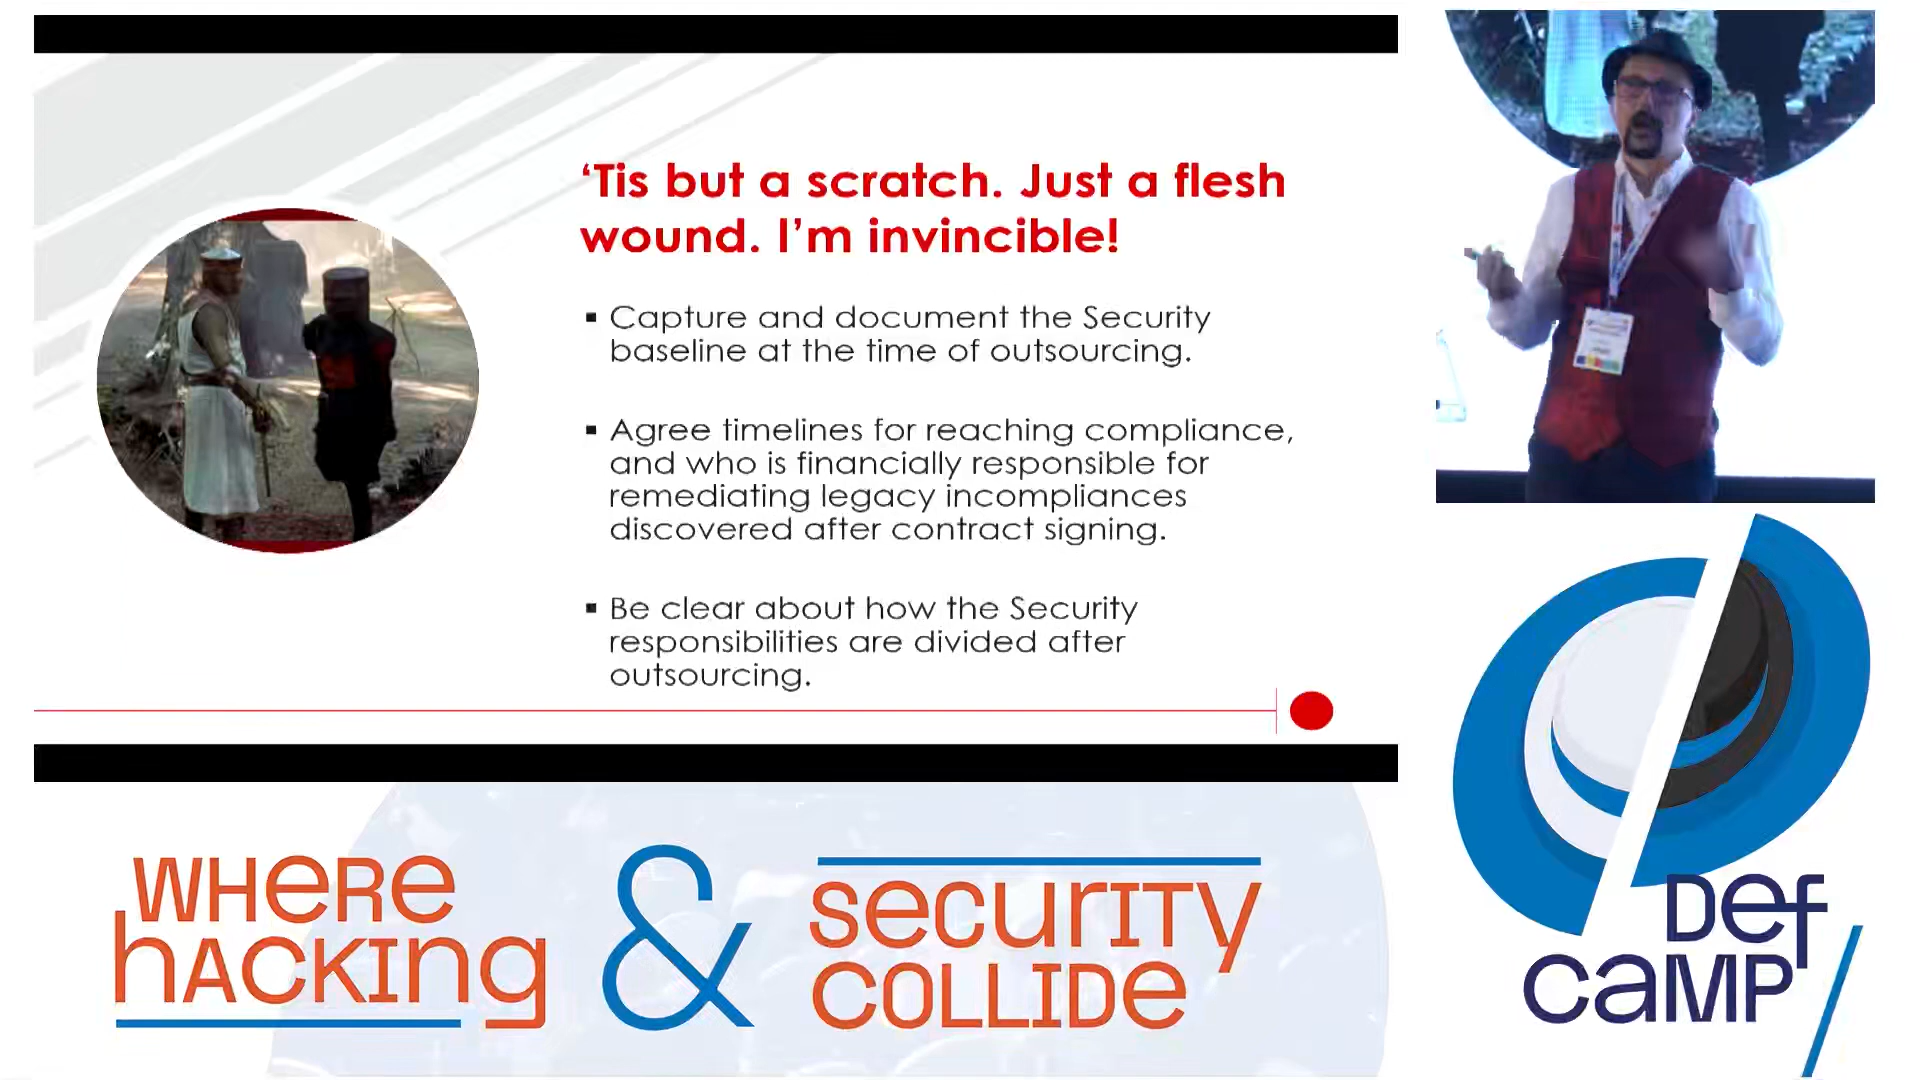 ‘Tis but a scratch. Just a flesh
wound. I’m invincible!
▪ Capture and document the Security
baseline at the time of outsourcing.
▪ Agree timelines for reaching compliance,
and who is financially responsible for
remediating legacy incompliances
discovered after contract signing.
▪ Be clear about how the Security
responsibilities are divided after
outsourcing.
WHere
hACKIng
&
securITy
COLLIDe
Def
caMP